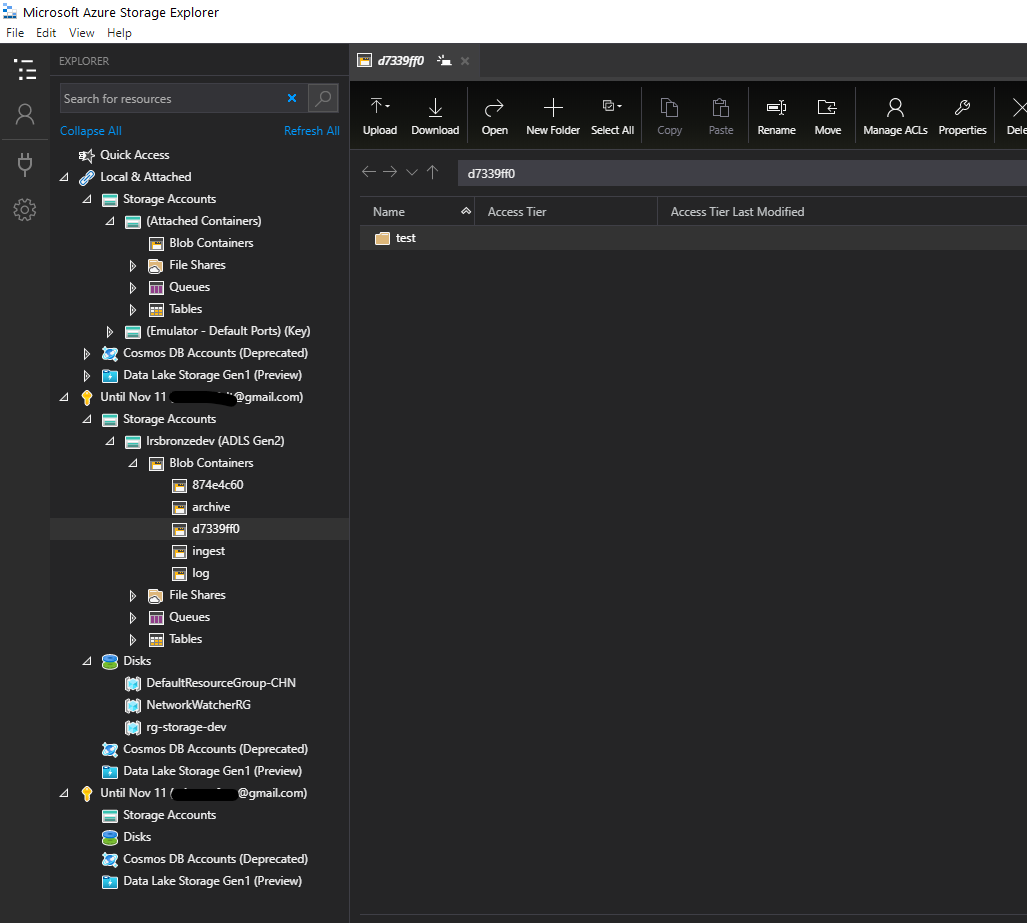 Microsoft Azure Storage Explorer
File Edit View Help
EXPLORER
Search for resources
Collapse All Refresh All
Quick Access
Local & Attached
Storage Accounts
(Attached Containers)
Blob Containers
File Shares
Queues
Tables
(Emulator - Default Ports) (Key)
Cosmos DB Accounts (Deprecated)
Data Lake Storage Gen1 (Preview)
Until Nov 11 @gmail.com)
Storage Accounts
lrsbronzedev (ADLS Gen2)
Blob Containers
874e4c60
archive
d7339ff0
ingest
log
File Shares
Queues
Tables
Disks
DefaultResourceGroup-CHN
NetworkWatcherRG
rg-storage-dev
Cosmos DB Accounts (Deprecated)
Data Lake Storage Gen1 (Preview)
Until Nov 11 ( @gmail.com)
Storage Accounts
Disks
Cosmos DB Accounts (Deprecated)
Data Lake Storage Gen1 (Preview)
d7339ff0
Upload Download Open New Folder Select All Copy Paste Rename Move Manage ACLs Properties Dele
d7339ff0
Name Access Tier Access Tier Last Modified
test